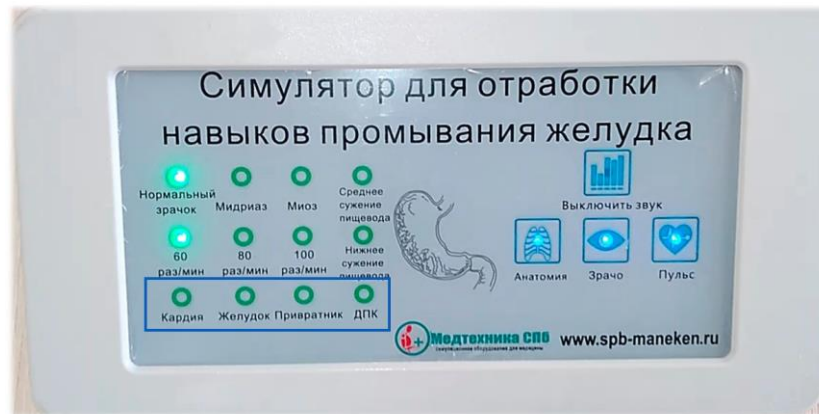 Симулятор для отработки
навыков промывания желудка
Нормальный зрачок
Мидриаз
Миоз
Среднее сужение пищевода
Выключить звук
60 раз/мин
80 раз/мин
100 раз/мин
Нижнее сужение пищевода
Анатомия
Зрачо
Пульс
Кардия
Желудок
Привратник
ДПК
Медтехника СПб
www.spb-maneken.ru